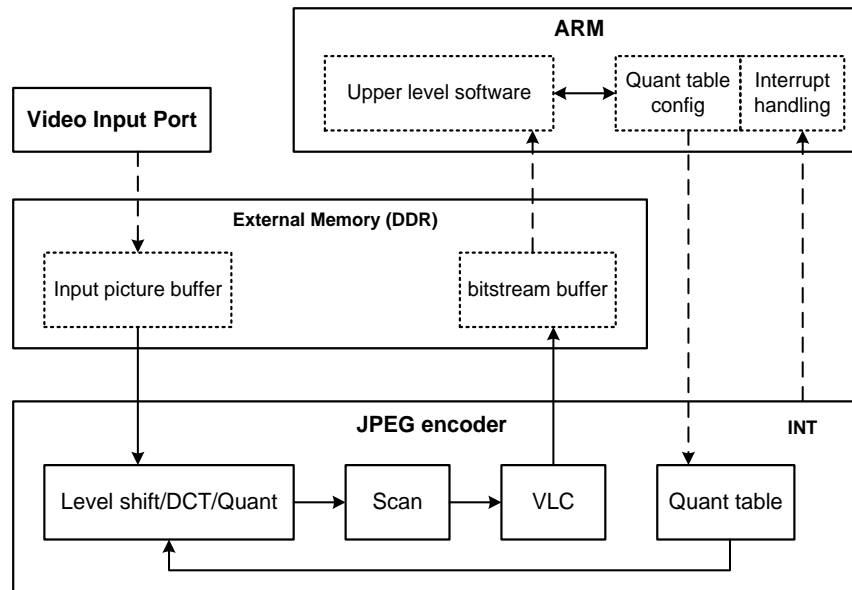 ARM
Upper level software
Quant table
config
Interrupt
handling
Video Input Port
External Memory (DDR)
Input picture buffer
bitstream buffer
JPEG encoder
INT
Level shift/DCT/Quant
Scan
VLC
Quant table